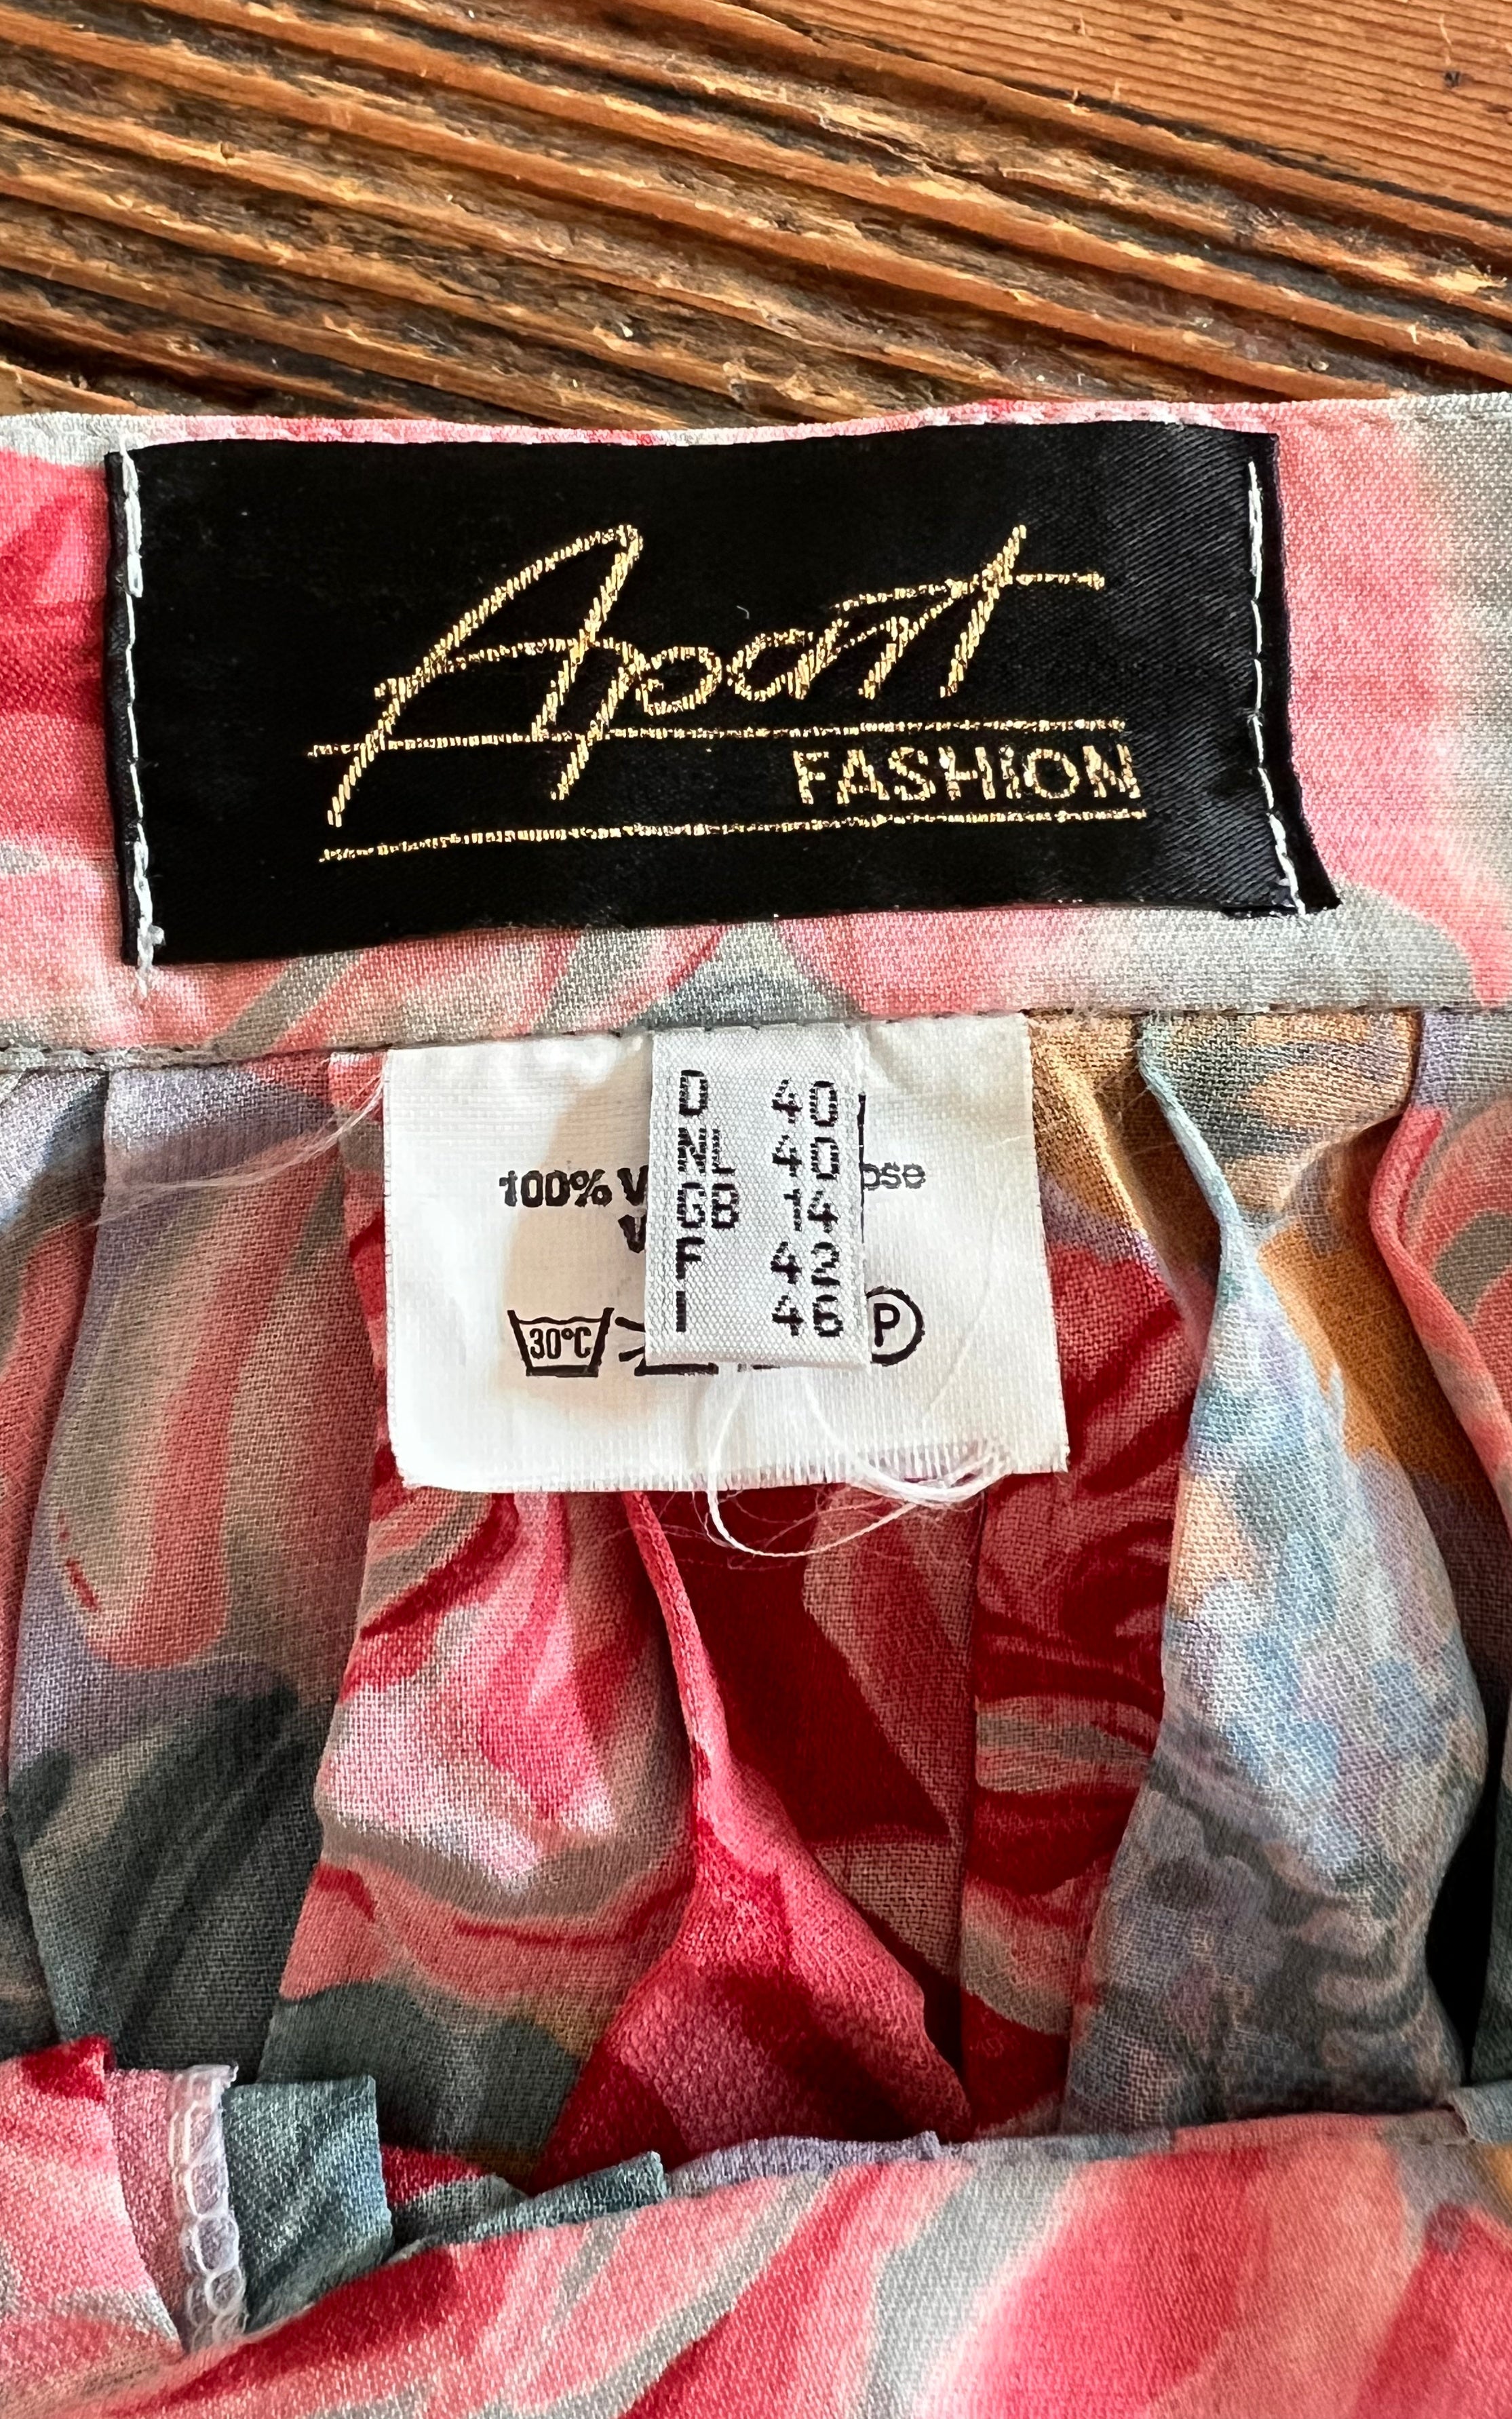 Apart
FASHION
D 40
NL 40
GB 14
F 42
I 46
100% V
ose
V
30°C
P